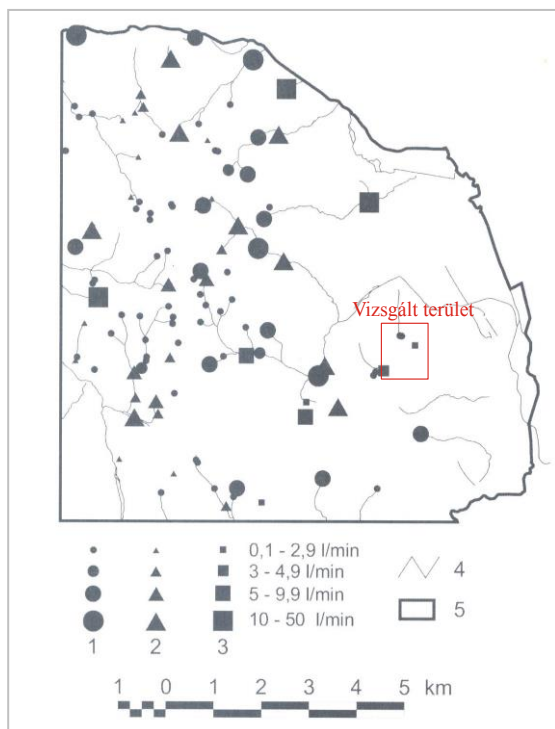 Vizsgált terület
0,1 - 2,9 l/min
3 - 4,9 l/min 4
5 - 9,9 l/min 5
10 - 50 l/min
1 2 3
1 0 1 2 3 4 5 km